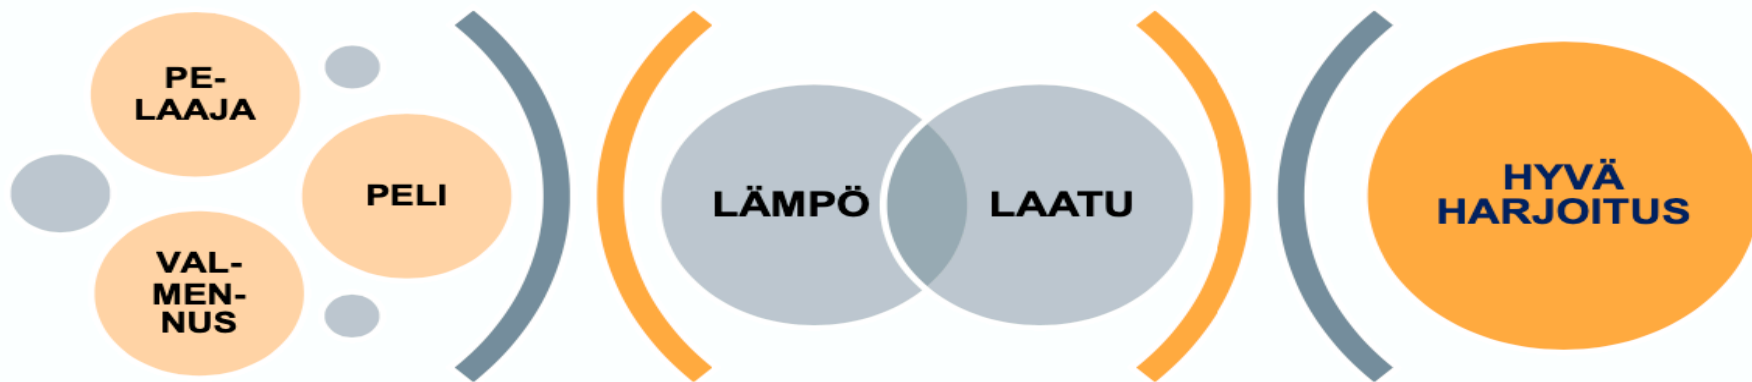 PE-
LAAJA
PELI
VAL-
MEN-
NUS
LÄMPÖ
LAATU
HYVÄ
HARJOITUS